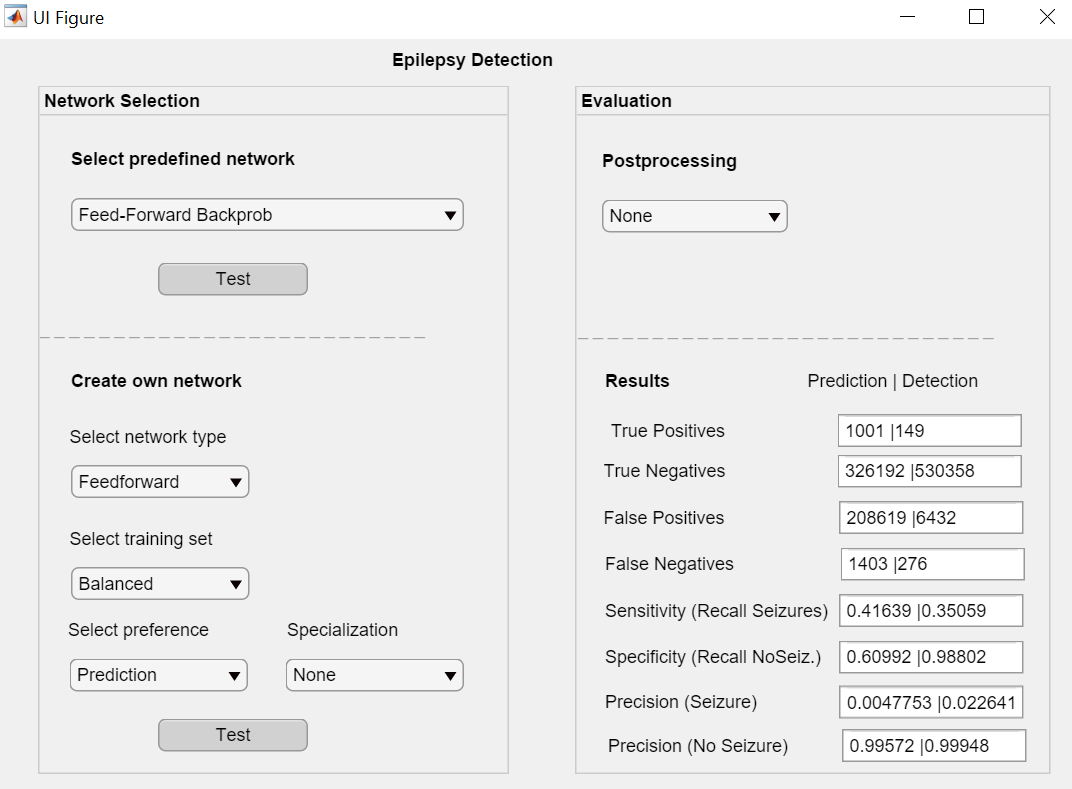 UI Figure
Epilepsy Detection
Network Selection
Select predefined network
Feed-Forward Backprob
Test
Create own network
Select network type
Feedforward
Select training set
Balanced
Select preference
Specialization
Prediction
None
Test
Evaluation
Postprocessing
None
Results
Prediction | Detection
True Positives
1001 |149
True Negatives
326192 |530358
False Positives
208619 |6432
False Negatives
1403 |276
Sensitivity (Recall Seizures)
0.41639 |0.35059
Specificity (Recall NoSeiz.)
0.60992 |0.98802
Precision (Seizure)
0.0047753 |0.022641
Precision (No Seizure)
0.99572 |0.99948